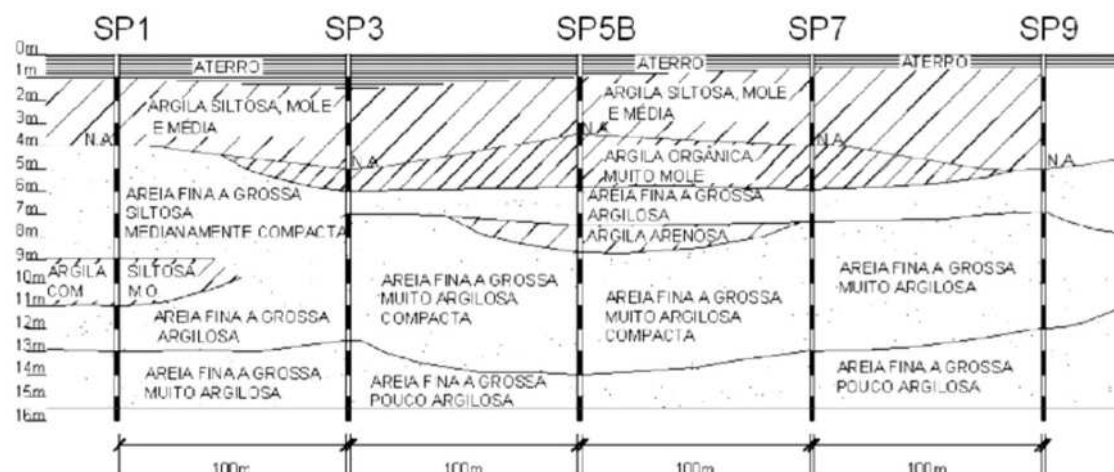 SP1 SP3 SP5B SP7 SP9
0m
1m
2m
3m
4m
5m
6m
7m
8m
9m
10m
11m
12m
13m
14m
15m
16m
ATERRO
ATERRO
ATERRO
ARGILA SILTOSA, MOLE
E MÉDIA
ARGILA SILTOSA, MOLE
E MÉDIA
N.A.
N.A.
N.A.
N.A.
N.A.
ARGILA ORGÂNICA
MUITO MOLE
AREIA FINA A GROSSA
SILTOSA
MEDIANAMENTE COMPACTA
AREIA FINA A GROSSA
ARGILOSA
ARGILA ARENOSA
ARGILA SILTOSA
COM M.O.
AREIA FINA A GROSSA
MUITO ARGILOSA
COMPACTA
AREIA FINA A GROSSA
MUITO ARGILOSA
COMPACTA
AREIA FINA A GROSSA
MUITO ARGILOSA
AREIA FINA A GROSSA
ARGILOSA
AREIA FINA A GROSSA
MUITO ARGILOSA
AREIA FINA A GROSSA
POUCO ARGILOSA
AREIA FINA A GROSSA
POUCO ARGILOSA
100m 100m 100m 100m